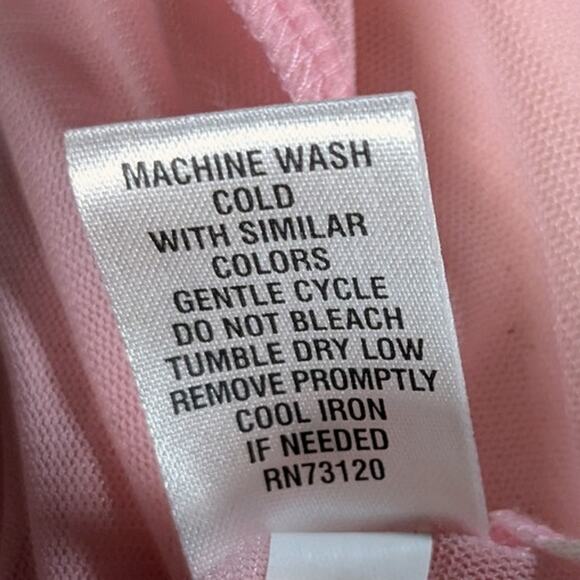 MACHINE WASH
COLD
WITH SIMILAR
COLORS
GENTLE CYCLE
DO NOT BLEACH
TUMBLE DRY LOW
REMOVE PROMPTLY
COOL IRON
IF NEEDED
RN73120